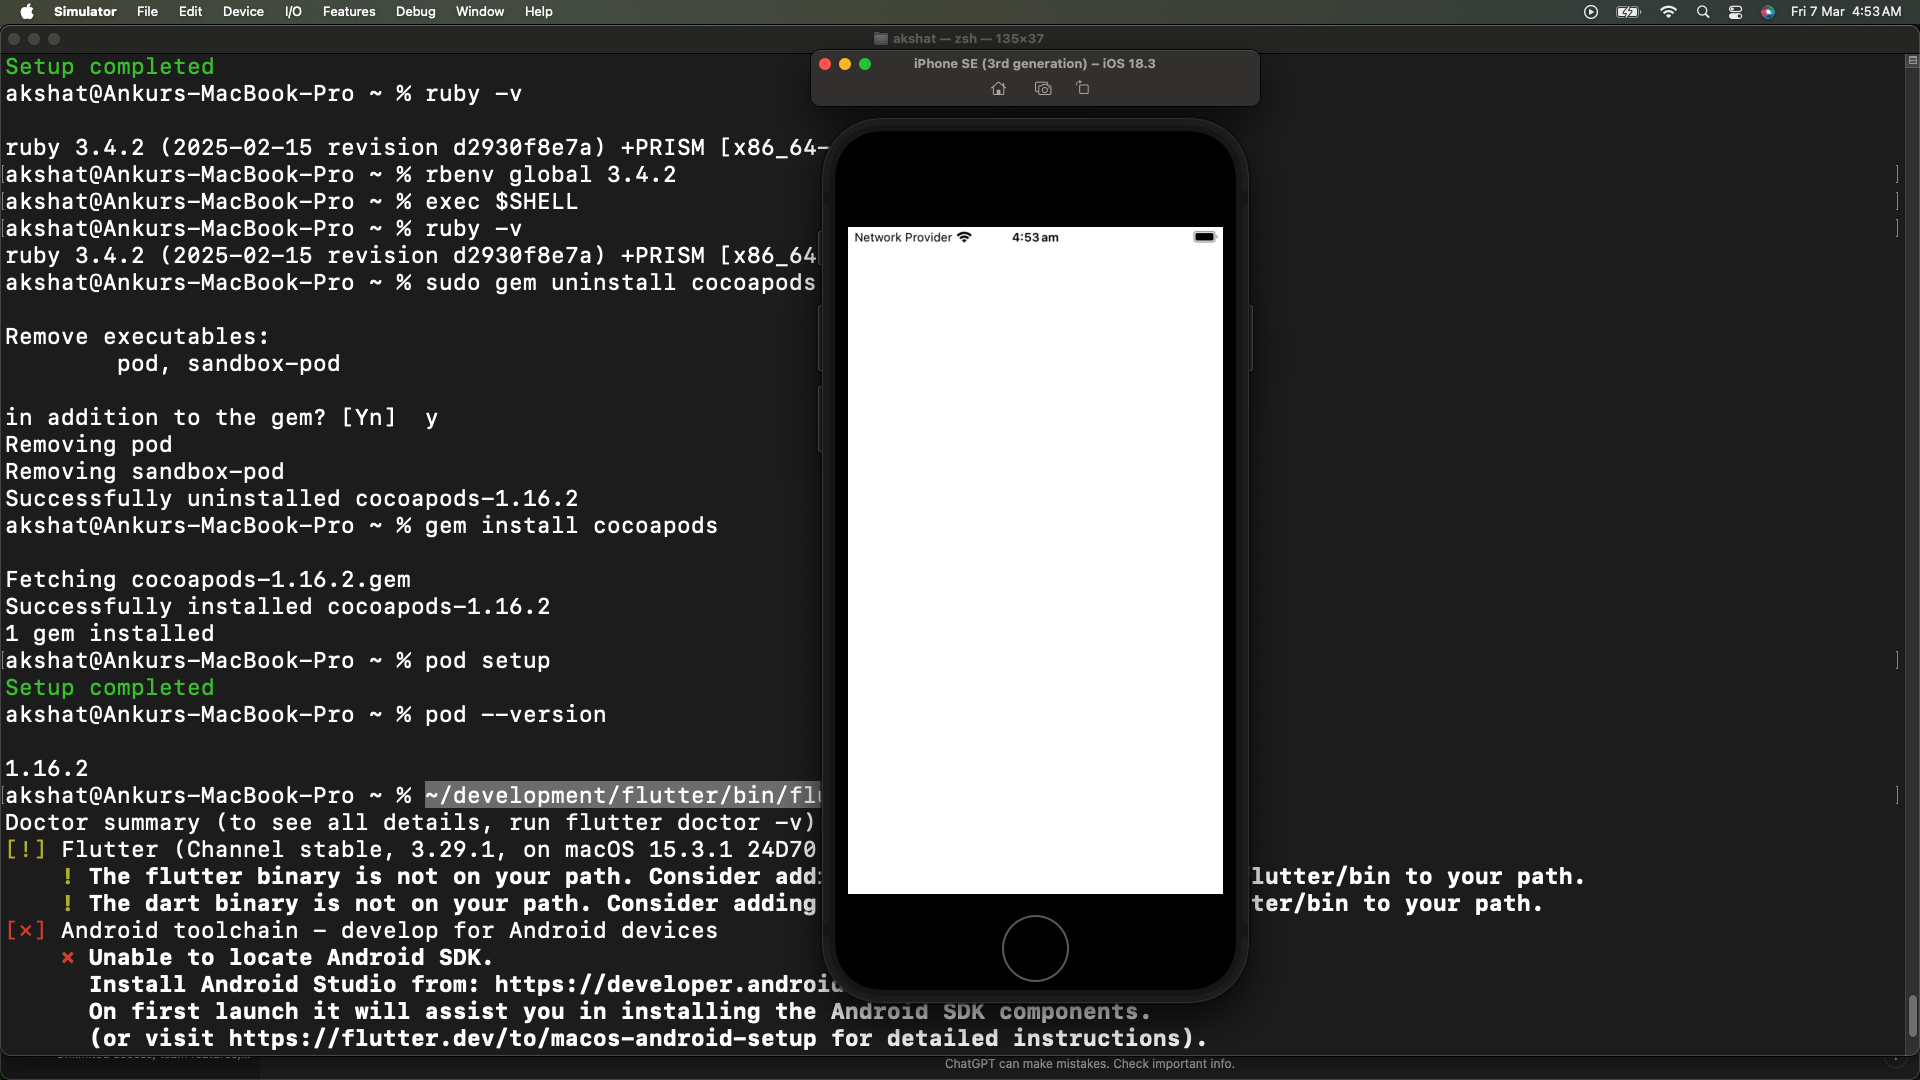 Simulator File Edit View Device I/O Features Debug Window Help Fri 7 Mar 4:53 AM
akshat — zsh — 135×37
Setup completed
akshat@Ankurs-MacBook-Pro ~ % ruby -v
ruby 3.4.2 (2025-02-15 revision d2930f8e7a) +PRISM [x86_64-
akshat@Ankurs-MacBook-Pro ~ % rbenv global 3.4.2
akshat@Ankurs-MacBook-Pro ~ % exec $SHELL
akshat@Ankurs-MacBook-Pro ~ % ruby -v
ruby 3.4.2 (2025-02-15 revision d2930f8e7a) +PRISM [x86_64
akshat@Ankurs-MacBook-Pro ~ % sudo gem uninstall cocoapods
Remove executables:
pod, sandbox-pod
in addition to the gem? [Yn] y
Removing pod
Removing sandbox-pod
Successfully uninstalled cocoapods-1.16.2
akshat@Ankurs-MacBook-Pro ~ % gem install cocoapods
Fetching cocoapods-1.16.2.gem
Successfully installed cocoapods-1.16.2
1 gem installed
akshat@Ankurs-MacBook-Pro ~ % pod setup
Setup completed
akshat@Ankurs-MacBook-Pro ~ % pod --version
1.16.2
akshat@Ankurs-MacBook-Pro ~ % ~/development/flutter/bin/flu
Doctor summary (to see all details, run flutter doctor -v)
[!] Flutter (Channel stable, 3.29.1, on macOS 15.3.1 24D70
! The flutter binary is not on your path. Consider add lutter/bin to your path.
! The dart binary is not on your path. Consider adding ter/bin to your path.
[×] Android toolchain - develop for Android devices
× Unable to locate Android SDK.
Install Android Studio from: https://developer.android
On first launch it will assist you in installing the Android SDK components.
(or visit https://flutter.dev/to/macos-android-setup for detailed instructions).
iPhone SE (3rd generation) – iOS 18.3
Network Provider 4:53 am
ChatGPT can make mistakes. Check important info.